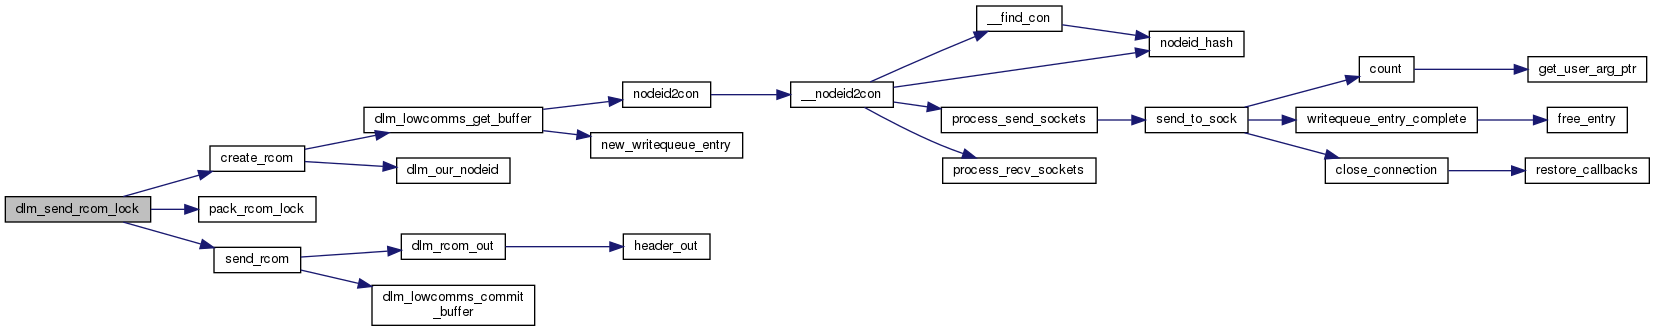 __find_con
nodeid_hash
count
get_user_arg_ptr
nodeid2con
__nodeid2con
dlm_lowcomms_get_buffer
process_send_sockets
send_to_sock
writequeue_entry_complete
free_entry
new_writequeue_entry
create_rcom
dlm_our_nodeid
process_recv_sockets
close_connection
restore_callbacks
dlm_send_rcom_lock
pack_rcom_lock
send_rcom
dlm_rcom_out
header_out
dlm_lowcomms_commit
_buffer